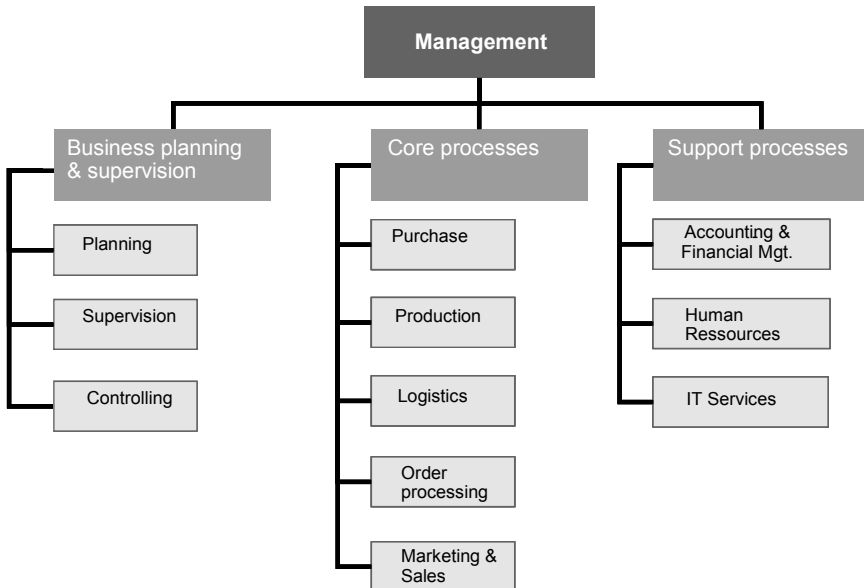 Management
Business planning
& supervision
Planning
Supervision
Controlling
Core processes
Purchase
Production
Logistics
Order
processing
Marketing &
Sales
Support processes
Accounting &
Financial Mgt.
Human
Ressources
IT Services